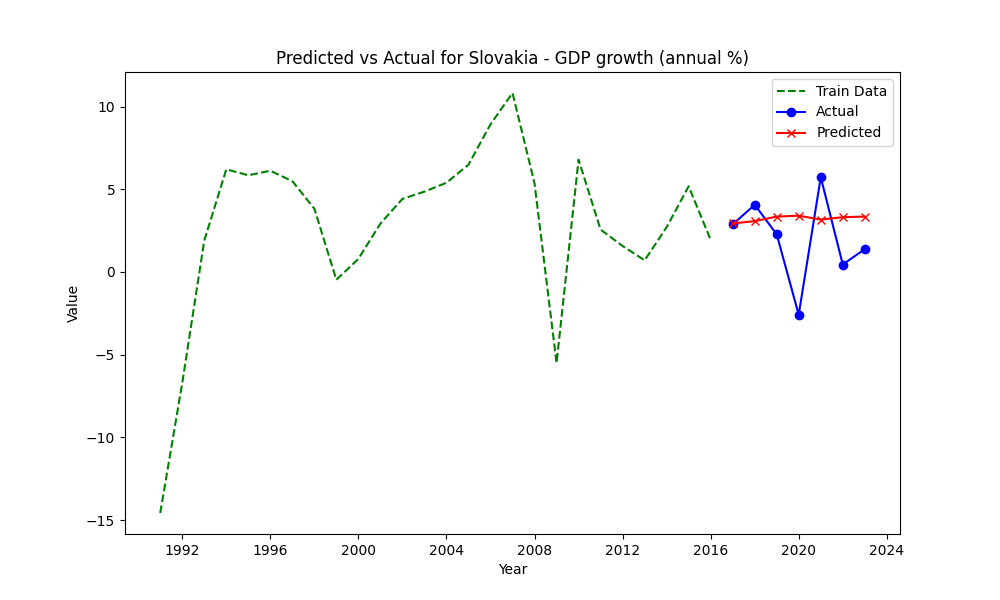 Predicted vs Actual for Slovakia - GDP growth (annual %)
Train Data
Actual
Predicted
10
5
0
−5
−10
−15
Value
1992 1996 2000 2004 2008 2012 2016 2020 2024
Year